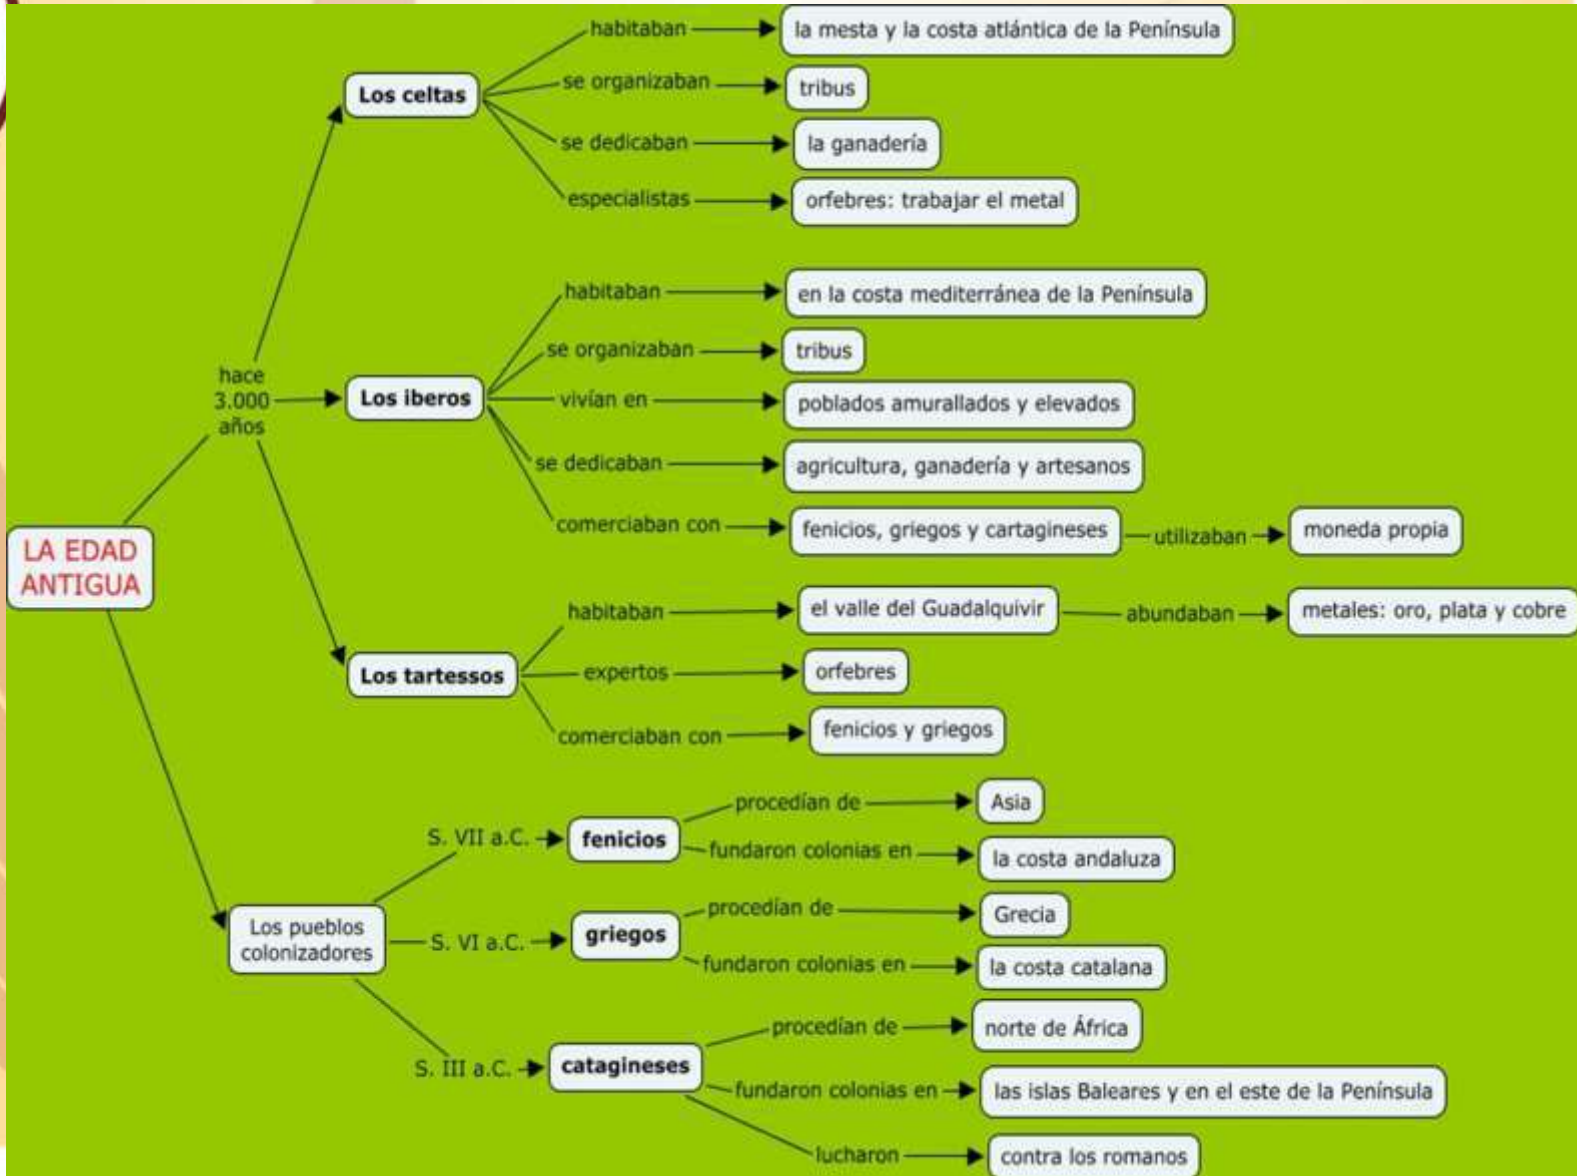 LA EDAD
ANTIGUA
hace
3.000
años
Los celtas
habitaban
la mesta y la costa atlántica de la Península
se organizaban
tribus
se dedicaban
la ganadería
especialistas
orfebres: trabajar el metal
Los iberos
habitaban
en la costa mediterránea de la Península
se organizaban
tribus
vivían en
poblados amurallados y elevados
se dedicaban
agricultura, ganadería y artesanos
comerciaban con
fenicios, griegos y cartagineses
utilizaban
moneda propia
Los tartessos
habitaban
el valle del Guadalquivir
abundaban
metales: oro, plata y cobre
expertos
orfebres
comerciaban con
fenicios y griegos
Los pueblos
colonizadores
S. VII a.C.
fenicios
procedían de
Asia
fundaron colonias en
la costa andaluza
S. VI a.C.
griegos
procedían de
Grecia
fundaron colonias en
la costa catalana
S. III a.C.
catagineses
procedían de
norte de África
fundaron colonias en
las islas Baleares y en el este de la Península
lucharon
contra los romanos